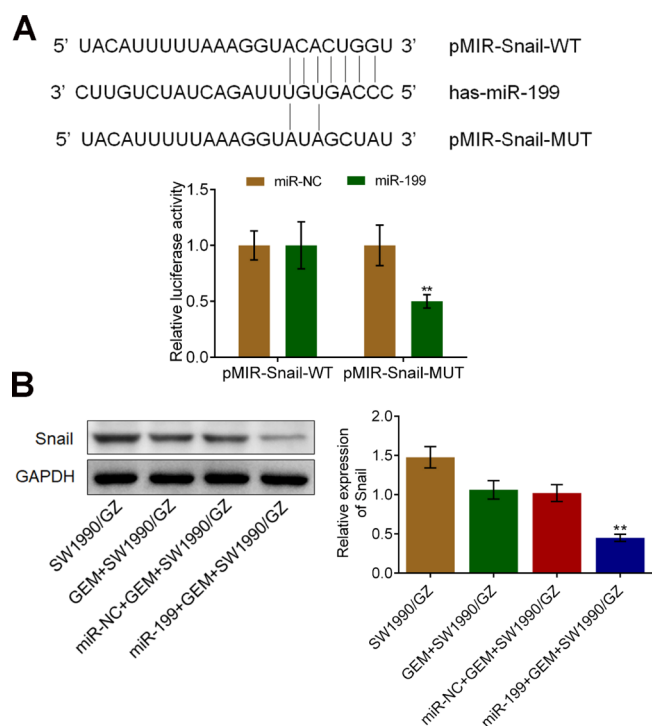 A
5' UACAUUUUUAAAGGUACACUGGU 3' pMIR-Snail-WT
3' CUUGUCUAUCAGAUUUGUGACCC 5' has-miR-199
5' UACAUUUUUAAAGGUAUAGCUAU 3' pMIR-Snail-MUT
miR-NC miR-199
Relative luciferase activity
1.5
1.0
0.5
0.0
**
pMIR-Snail-WT pMIR-Snail-MUT
B
Snail
GAPDH
SW1990/GZ
GEM+SW1990/GZ
miR-NC+GEM+SW1990/GZ
miR-199+GEM+SW1990/GZ
Relative expression
of Snail
2.0
1.5
1.0
0.5
0.0
**
SW1990/GZ
GEM+SW1990/GZ
miR-NC+GEM+SW1990/GZ
miR-199+GEM+SW1990/GZ